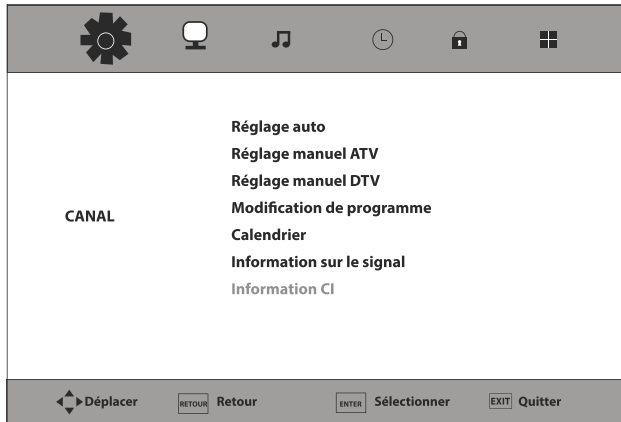 Réglage auto
Réglage manuel ATV
Réglage manuel DTV
Modification de programme
CANAL
Calendrier
Information sur le signal
Information CI
Déplacer RETOUR Retour ENTER Sélectionner EXIT Quitter